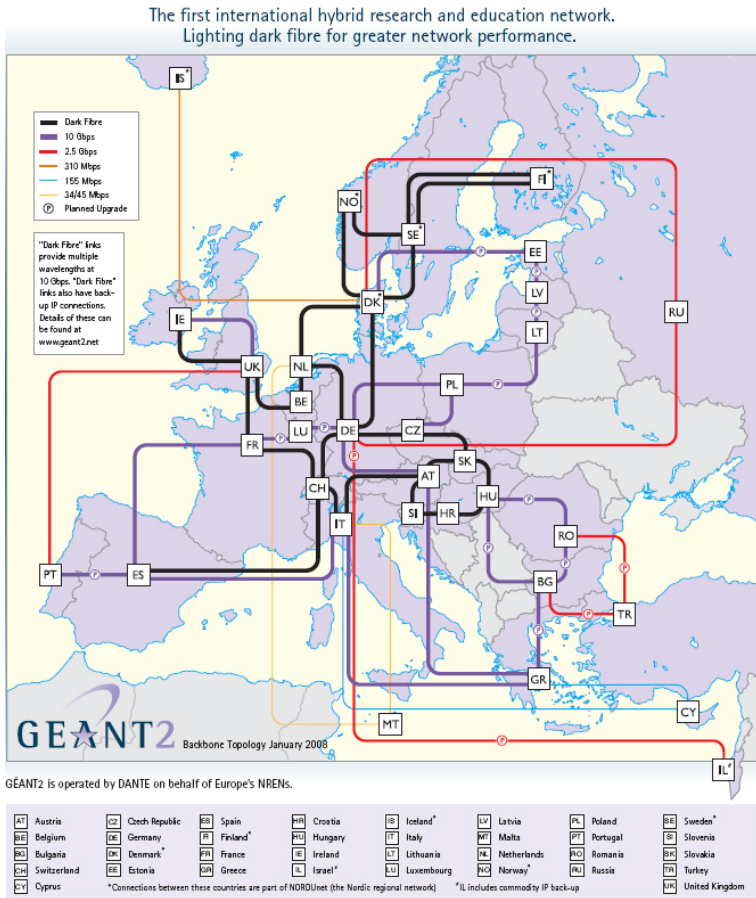 The first international hybrid research and education network.
Lighting dark fibre for greater network performance.
IS*
Dark Fibre
10 Gbps
2.5 Gbps
310 Mbps
155 Mbps
34/45 Mbps
P Planned Upgrade
"Dark Fibre" links
provide multiple
wavelengths at
10 Gbps. "Dark Fibre"
links also have back-
up IP connections.
Details of these can
be found at
www.geant2.net
FI*
NO*
SE*
P
EE
P
LV
DK*
P
RU
IE
LT
UK
NL
PL
P
BE
LU
P
DE
CZ
FR
P
P
SK
AT
CH
HU
SI
HR
IT
RO
P
P
P
PT
P
ES
BG
P
TR
P
GR
CY
MT
GEANT2
Backbone Topology January 2008
P
IL#
GÉANT2 is operated by DANTE on behalf of Europe's NRENs.
AT Austria
CZ Czech Republic
ES Spain
HR Croatia
IS Iceland*
LV Latvia
PL Poland
SE Sweden*
BE Belgium
DE Germany
FI Finland*
HU Hungary
IT Italy
MT Malta
PT Portugal
SI Slovenia
BG Bulgaria
DK Denmark*
FR France
IE Ireland
LT Lithuania
NL Netherlands
RO Romania
SK Slovakia
CH Switzerland
EE Estonia
GR Greece
IL Israel#
LU Luxembourg
NO Norway*
RU Russia
TR Turkey
CY Cyprus
*Connections between these countries are part of NORDUnet (the Nordic regional network)
#IL includes commodity IP back-up
UK United Kingdom